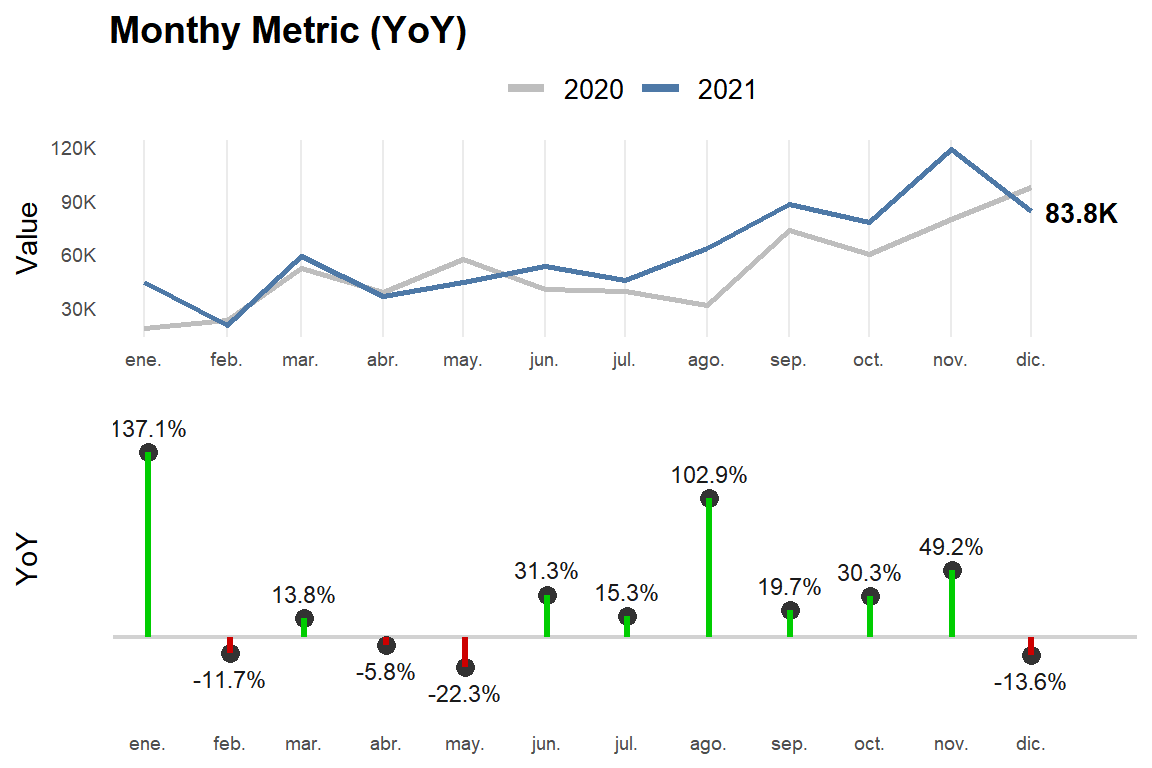 Monthy Metric (YoY)
2020 2021
120K
90K
60K
30K
Value
83.8K
ene. feb. mar. abr. may. jun. jul. ago. sep. oct. nov. dic.
137.1%
102.9%
49.2%
31.3%
30.3%
19.7%
15.3%
13.8%
YoY
-5.8%
-11.7%
-13.6%
-22.3%
ene. feb. mar. abr. may. jun. jul. ago. sep. oct. nov. dic.